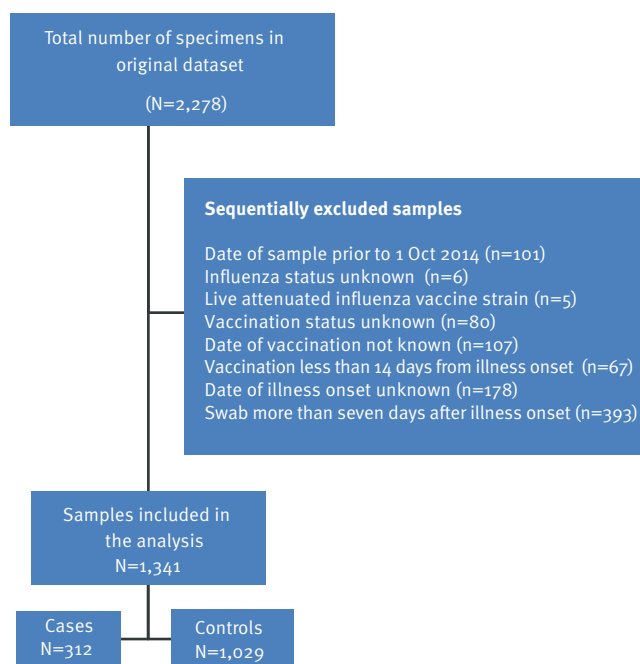 Total number of specimens in
original dataset
(N=2,278)
Sequentially excluded samples
Date of sample prior to 1 Oct 2014 (n=101)
Influenza status unknown (n=6)
Live attenuated influenza vaccine strain (n=5)
Vaccination status unknown (n=80)
Date of vaccination not known (n=107)
Vaccination less than 14 days from illness onset (n=67)
Date of illness onset unknown (n=178)
Swab more than seven days after illness onset (n=393)
Samples included in
the analysis
N=1,341
Cases
N=312
Controls
N=1,029